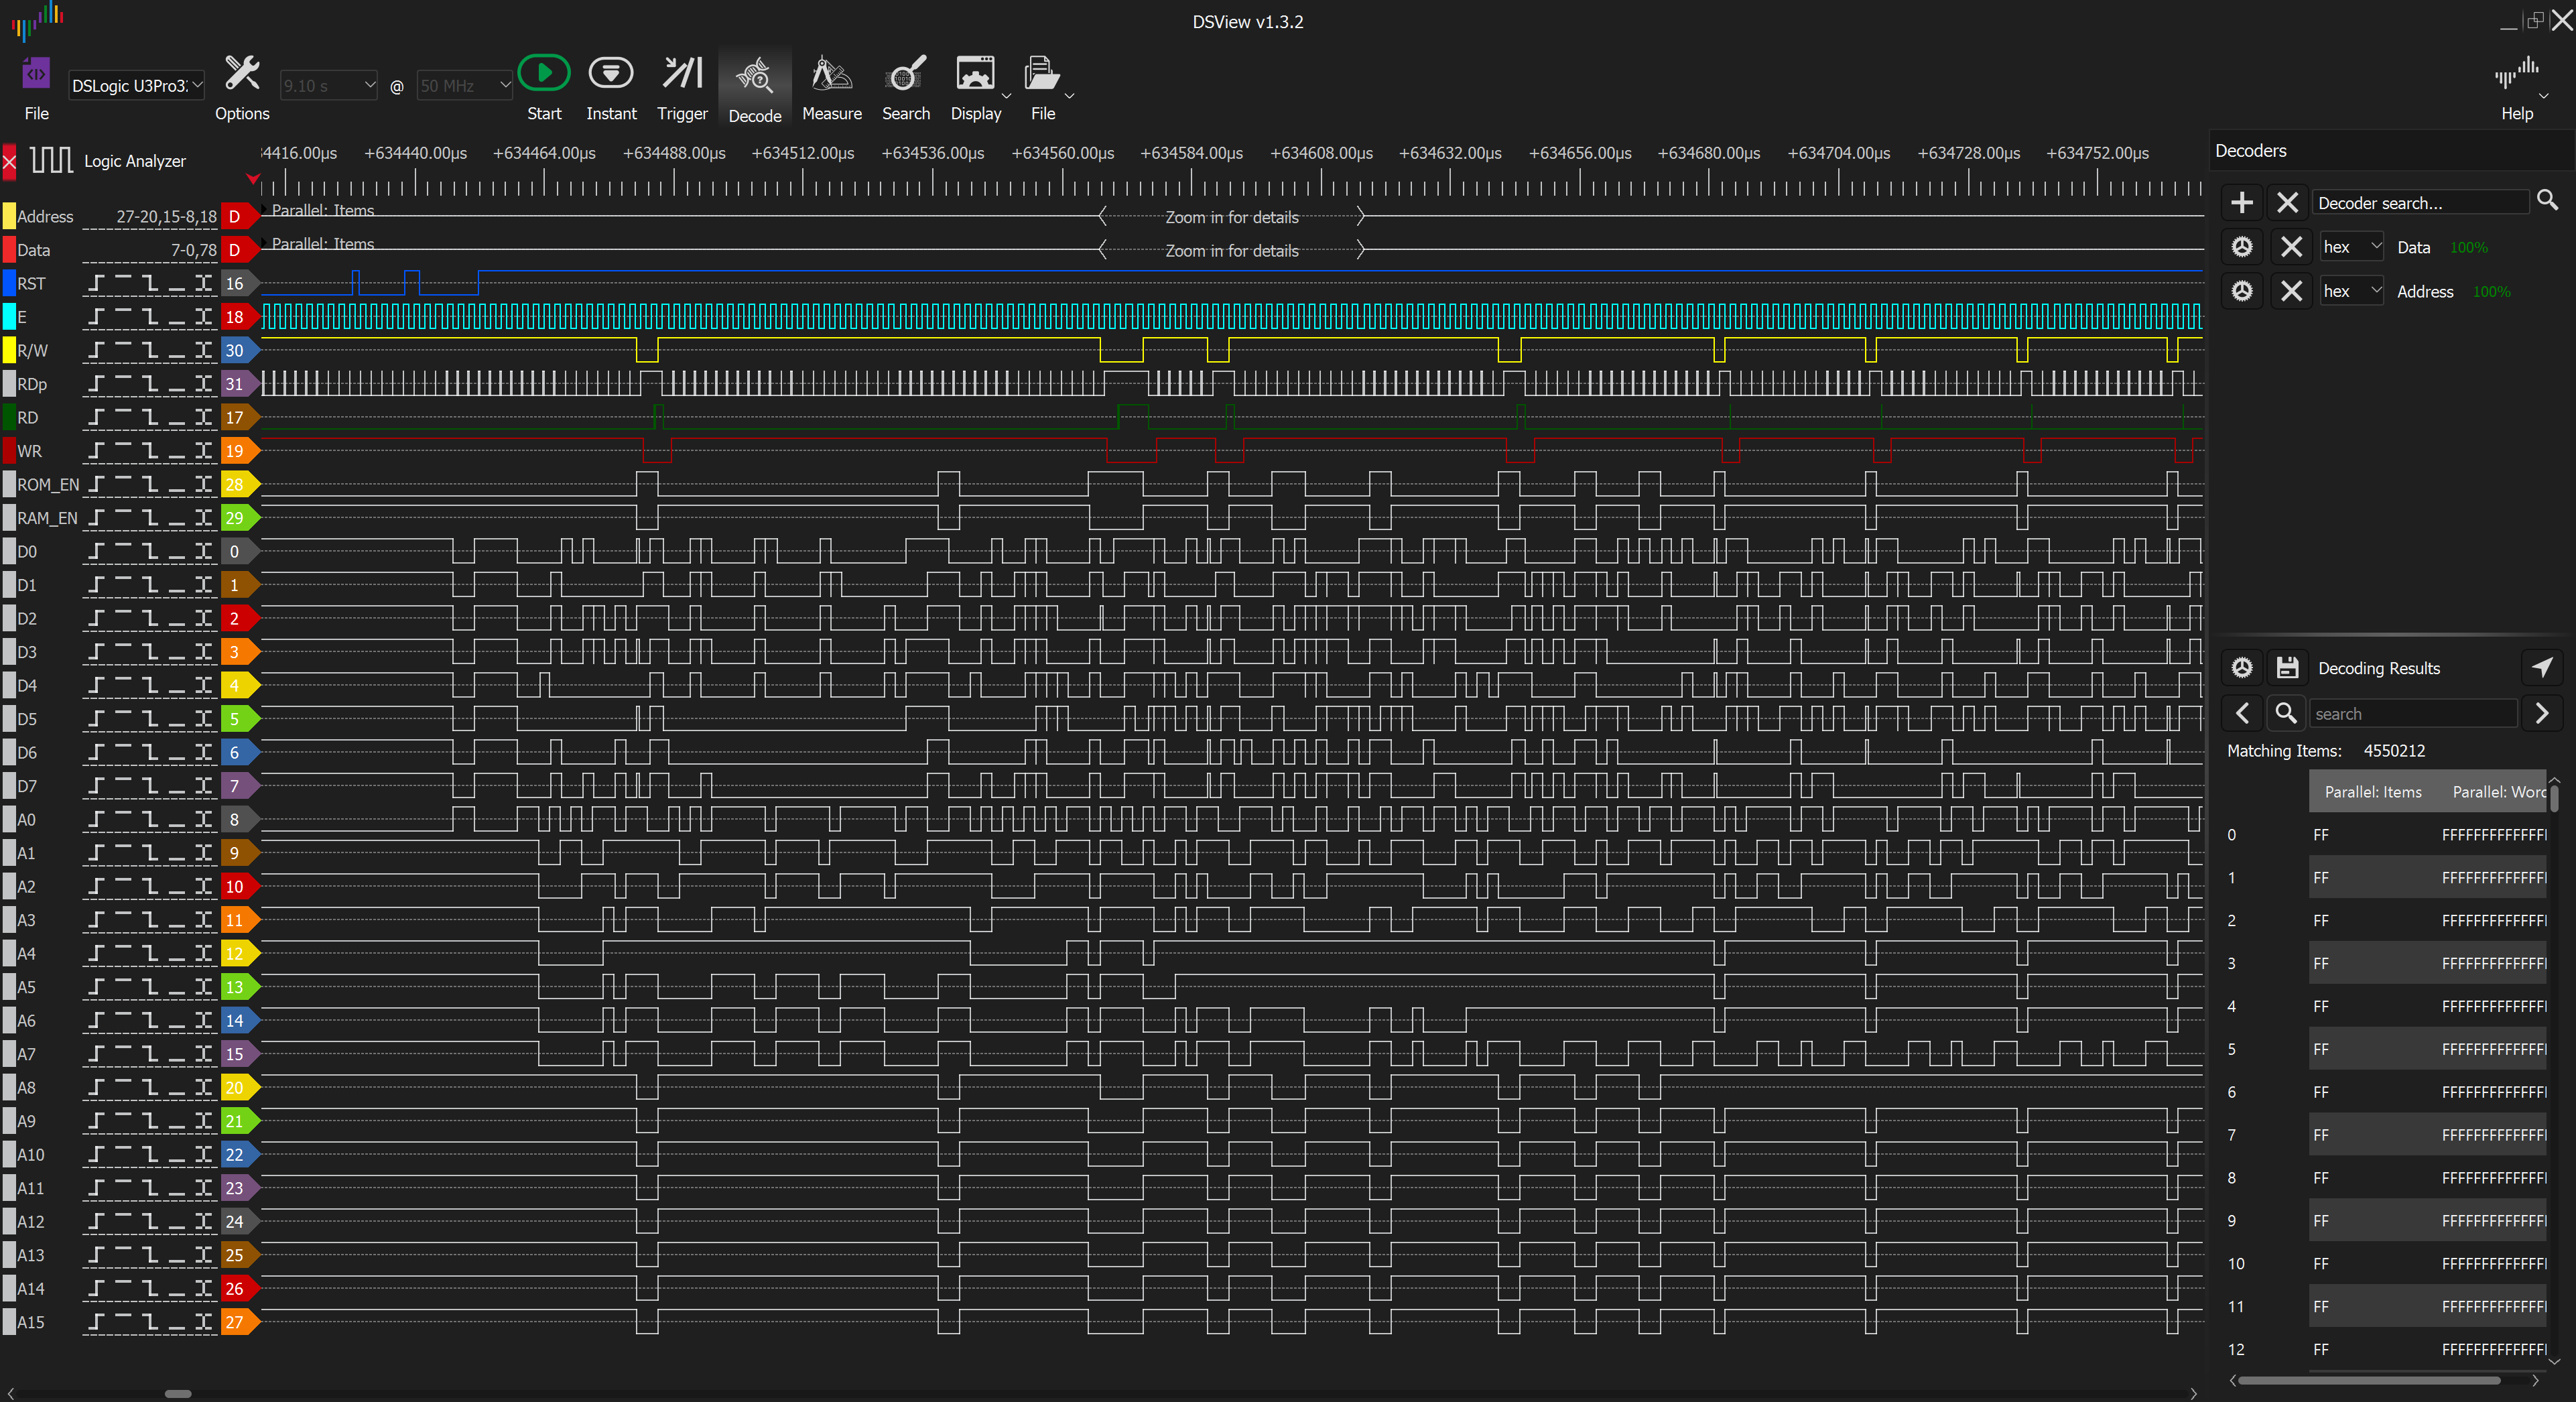 DSView v1.3.2
File
DSLogic U3Pro3
Options
9.10 s
@
50 MHz
Start
Instant
Trigger
Decode
Measure
Search
Display
File
Help
Logic Analyzer
34416.00µs +634440.00µs +634464.00µs +634488.00µs +634512.00µs +634536.00µs +634560.00µs +634584.00µs +634608.00µs +634632.00µs +634656.00µs +634680.00µs +634704.00µs +634728.00µs +634752.00µs
Address 27-20,15-8,18 D Parallel: Items Zoom in for details
Data 7-0,78 D Parallel: Items Zoom in for details
RST 16
E 18
R/W 30
RDp 31
RD 17
WR 19
ROM_EN 28
RAM_EN 29
D0 0
D1 1
D2 2
D3 3
D4 4
D5 5
D6 6
D7 7
A0 8
A1 9
A2 10
A3 11
A4 12
A5 13
A6 14
A7 15
A8 20
A9 21
A10 22
A11 23
A12 24
A13 25
A14 26
A15 27
Decoders
Decoder search...
hex Data 100%
hex Address 100%
Decoding Results
search
Matching Items: 4550212
Parallel: Items Parallel: Word
0 FF FFFFFFFFFFFFF
1 FF FFFFFFFFFFFFF
2 FF FFFFFFFFFFFFF
3 FF FFFFFFFFFFFFF
4 FF FFFFFFFFFFFFF
5 FF FFFFFFFFFFFFF
6 FF FFFFFFFFFFFFF
7 FF FFFFFFFFFFFFF
8 FF FFFFFFFFFFFFF
9 FF FFFFFFFFFFFFF
10 FF FFFFFFFFFFFFF
11 FF FFFFFFFFFFFFF
12 FF FFFFFFFFFFFFF